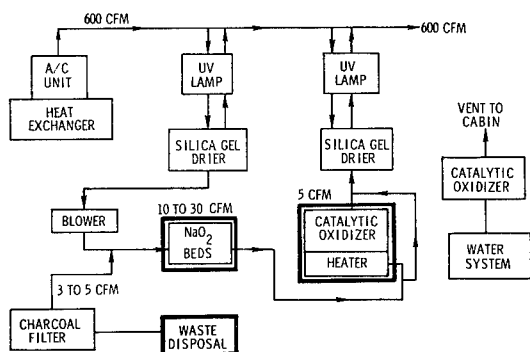 600 CFM
600 CFM
A/C
UNIT
HEAT
EXCHANGER
UV
LAMP
UV
LAMP
SILICA GEL
DRIER
SILICA GEL
DRIER
VENT TO
CABIN
CATALYTIC
OXIDIZER
WATER
SYSTEM
BLOWER
10 TO 30 CFM
NaO2
BEDS
5 CFM
CATALYTIC
OXIDIZER
HEATER
3 TO 5 CFM
CHARCOAL
FILTER
WASTE
DISPOSAL